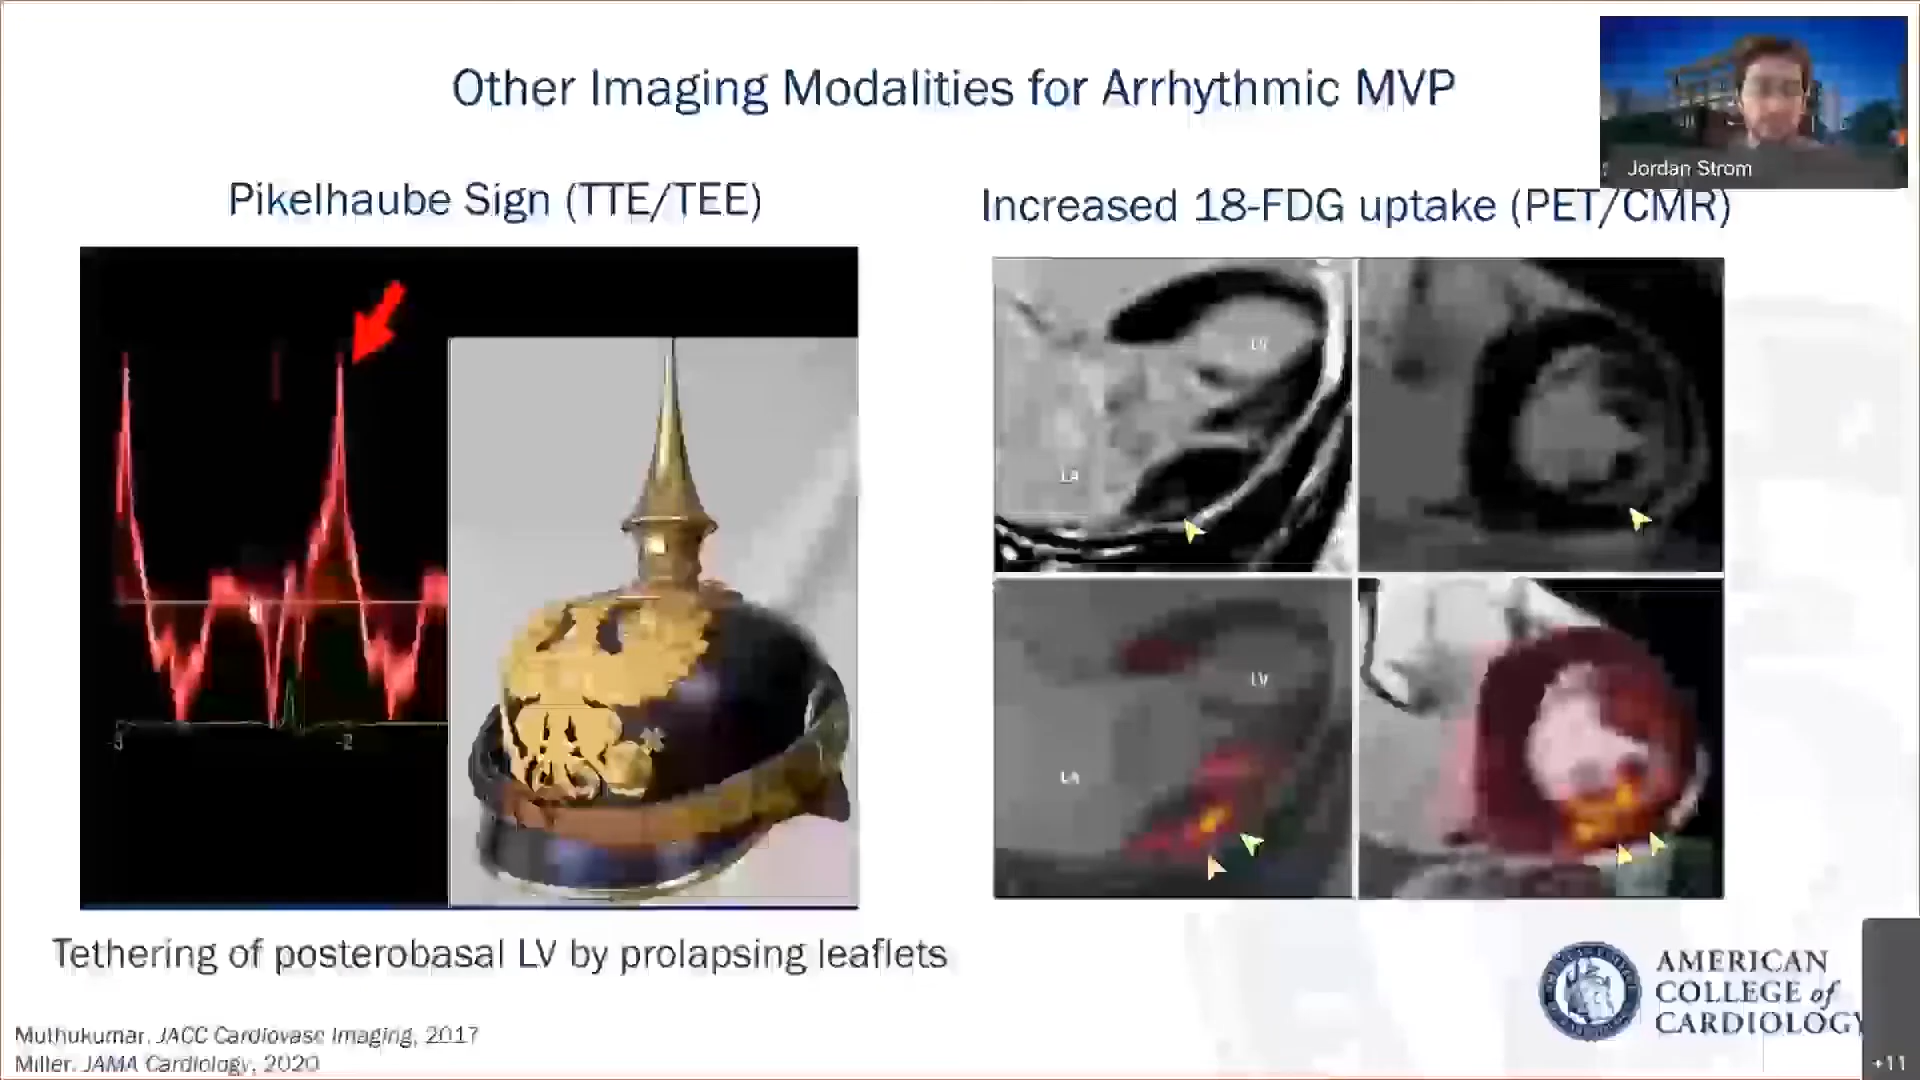 Other Imaging Modalities for Arrhythmic MVP
Jordan Strom
Pikelhaube Sign (TTE/TEE)
Increased 18-FDG uptake (PET/CMR)
LV
LA
LV
LA
-3
-2
Tethering of posterobasal LV by prolapsing leaflets
Muthukumar. JACC Cardiovasc Imaging, 2017
Miller. JAMA Cardiology, 2020
AMERICAN
COLLEGE of
CARDIOLOGY
+11